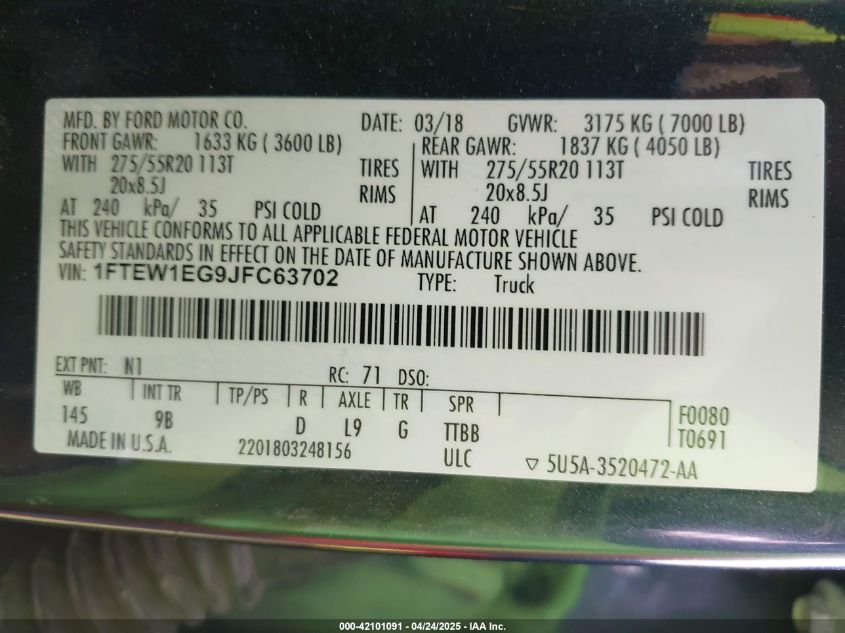 MFD. BY FORD MOTOR CO. DATE: 03/18 GVWR: 3175 KG ( 7000 LB)
FRONT GAWR: 1633 KG ( 3600 LB) REAR GAWR: 1837 KG ( 4050 LB)
WITH 275/55R20 113T TIRES WITH 275/55R20 113T TIRES
20x8.5J RIMS 20x8.5J RIMS
AT 240 kPa/ 35 PSI COLD AT 240 kPa/ 35 PSI COLD
THIS VEHICLE CONFORMS TO ALL APPLICABLE FEDERAL MOTOR VEHICLE
SAFETY STANDARDS IN EFFECT ON THE DATE OF MANUFACTURE SHOWN ABOVE.
VIN: 1FTEW1EG9JFC63702 TYPE: Truck
EXT PNT: N1 RC: 71 DSO:
WB INT TR TP/PS R AXLE TR SPR
145 9B D L9 G TTBB F0080
T0691
MADE IN U.S.A. 2201803248156 ULC ▽ 5U5A-3520472-AA
000-42101091 - 04/24/2025 - IAA Inc.